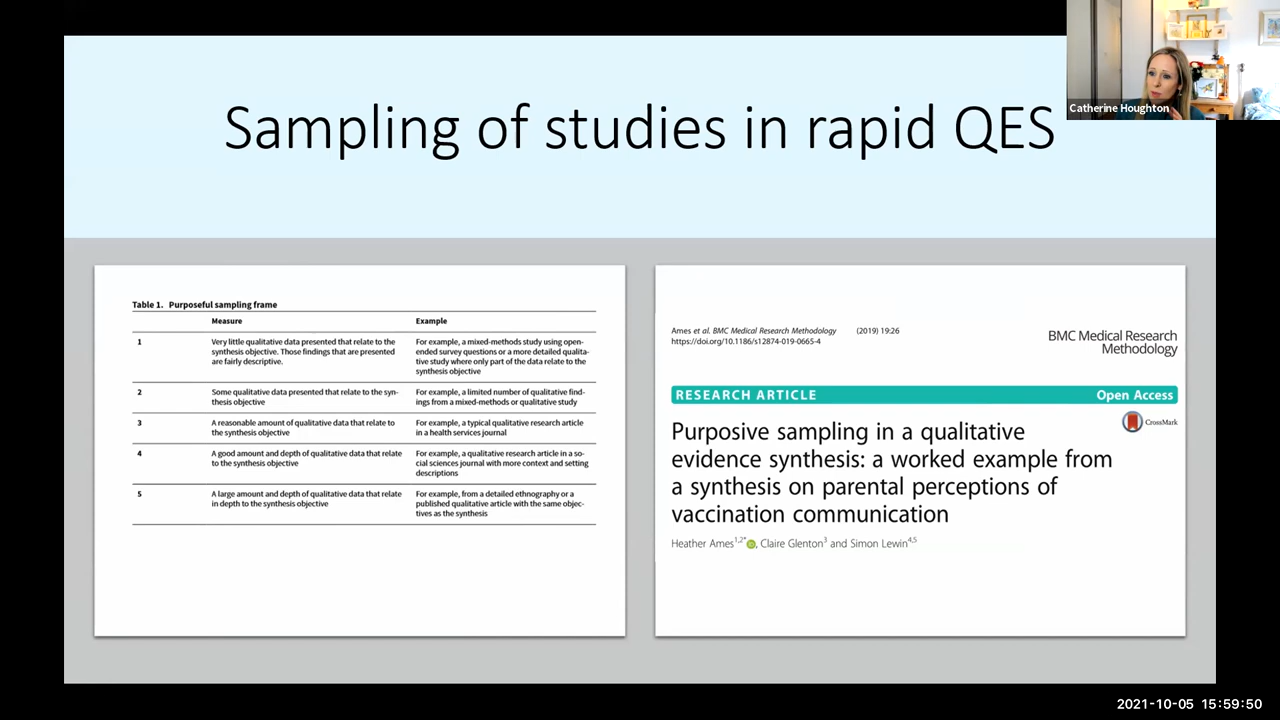 Sampling of studies in rapid QES
Catherine Houghton
Table 1. Purposeful sampling frame
Measure Example
1 Very little qualitative data presented that relate to the For example, a mixed-methods study using open-
synthesis objective. Those findings that are presented ended survey questions or a more detailed qualita-
are fairly descriptive. tive study where only part of the data relate to the
synthesis objective
2 Some qualitative data presented that relate to the syn- For example, a limited number of qualitative find-
thesis objective ings from a mixed-methods or qualitative study
3 A reasonable amount of qualitative data that relate to For example, a typical qualitative research article
the synthesis objective in a health services journal
4 A good amount and depth of qualitative data that relate For example, a qualitative research article in a so-
to the synthesis objective cial sciences journal with more context and setting
descriptions
5 A large amount and depth of qualitative data that relate For example, from a detailed ethnography or a
in depth to the synthesis objective published qualitative article with the same objec-
tives as the synthesis
Ames et al. BMC Medical Research Methodology (2019) 19:26
https://doi.org/10.1186/s12874-019-0665-4
BMC Medical Research
Methodology
RESEARCH ARTICLE Open Access
CrossMark
Purposive sampling in a qualitative
evidence synthesis: a worked example from
a synthesis on parental perceptions of
vaccination communication
Heather Ames1,2*, Claire Glenton3 and Simon Lewin4,5
2021-10-05 15:59:50